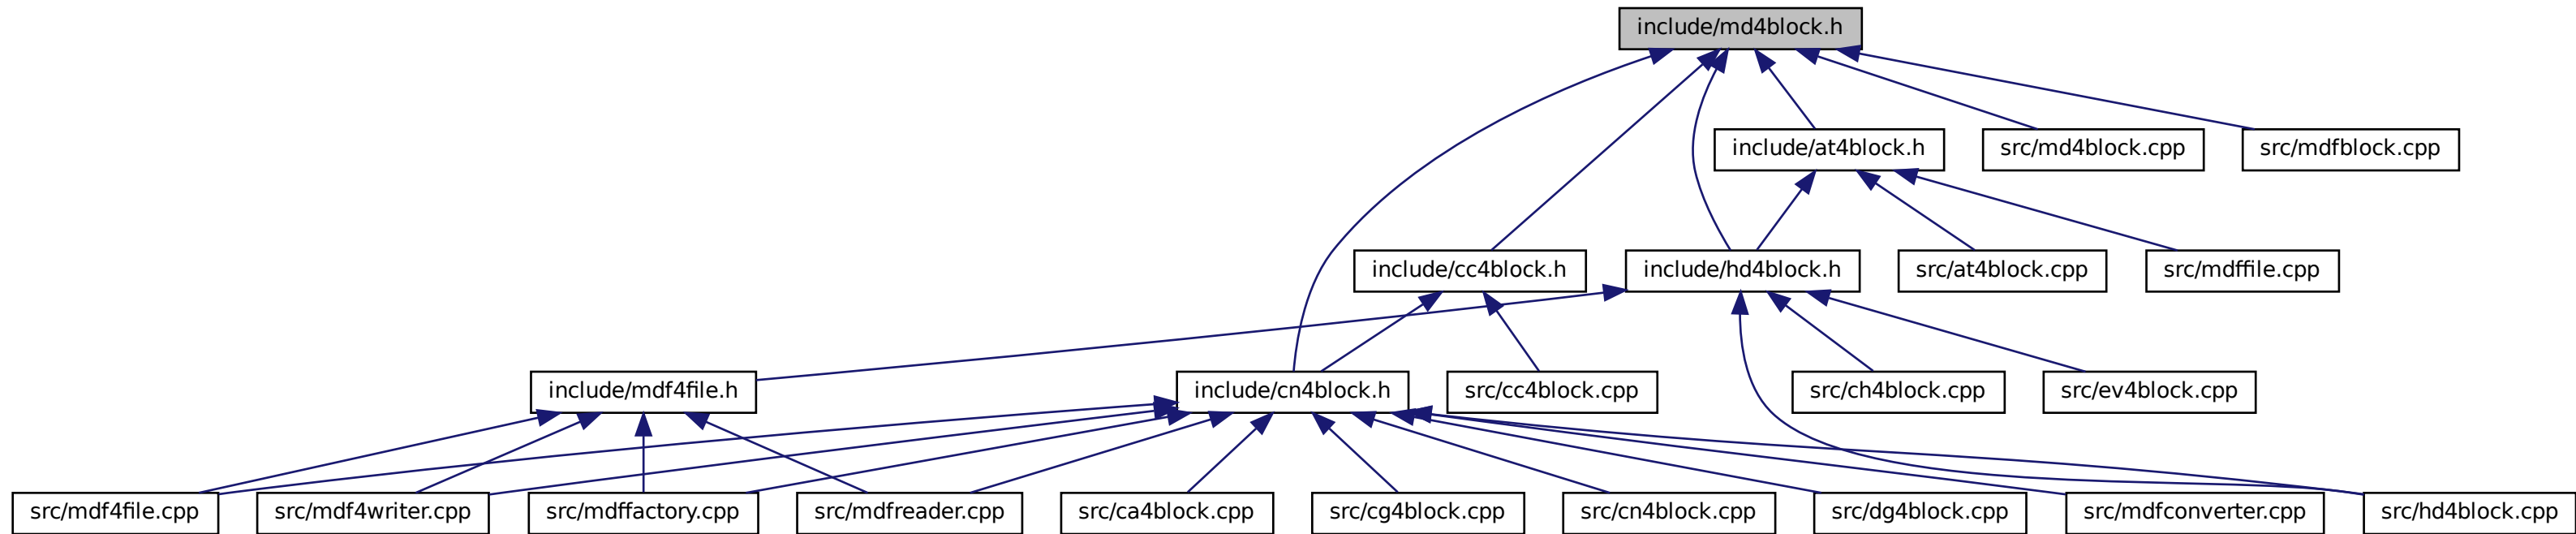 include/md4block.h
include/at4block.h
src/md4block.cpp
src/mdfblock.cpp
include/cc4block.h
include/hd4block.h
src/at4block.cpp
src/mdffile.cpp
include/mdf4file.h
include/cn4block.h
src/cc4block.cpp
src/ch4block.cpp
src/ev4block.cpp
src/mdf4file.cpp
src/mdf4writer.cpp
src/mdffactory.cpp
src/mdfreader.cpp
src/ca4block.cpp
src/cg4block.cpp
src/cn4block.cpp
src/dg4block.cpp
src/mdfconverter.cpp
src/hd4block.cpp